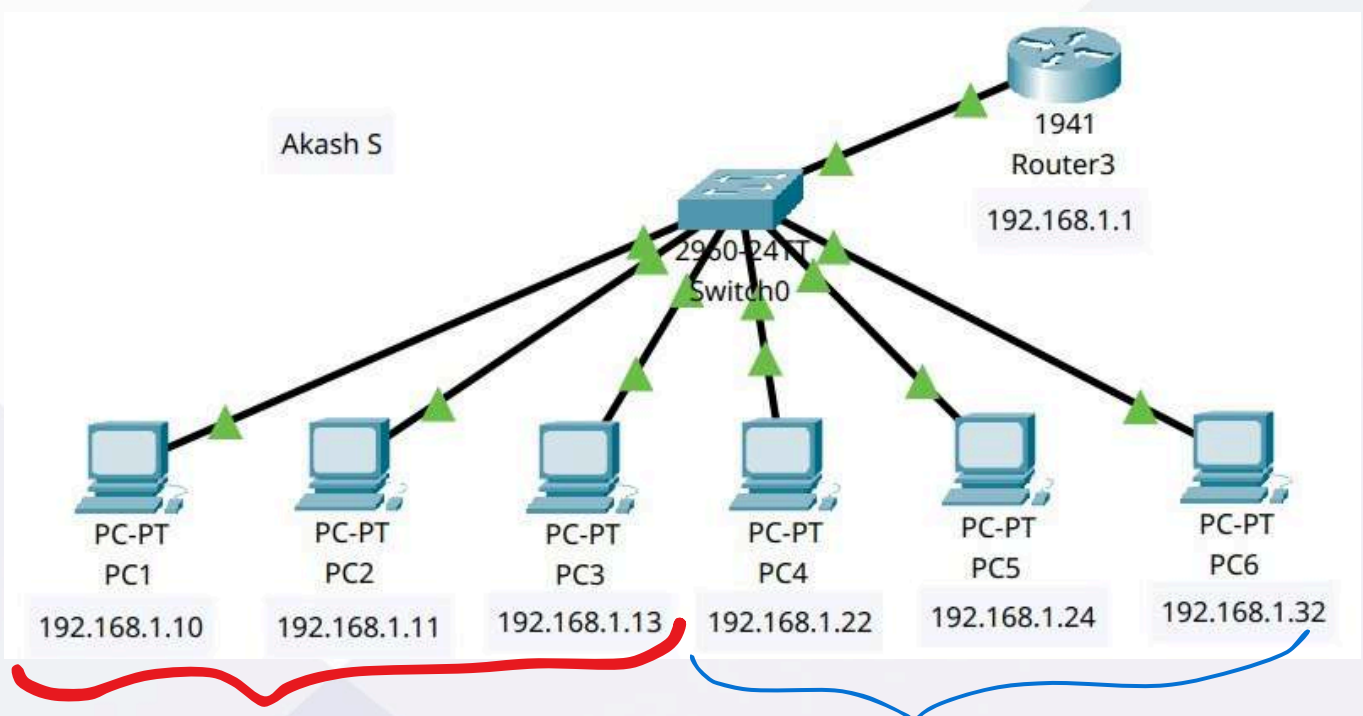 Akash S
1941
Router3
192.168.1.1
2960-24TT
Switch0
PC-PT
PC1
192.168.1.10
PC-PT
PC2
192.168.1.11
PC-PT
PC3
192.168.1.13
PC-PT
PC4
192.168.1.22
PC-PT
PC5
192.168.1.24
PC-PT
PC6
192.168.1.32